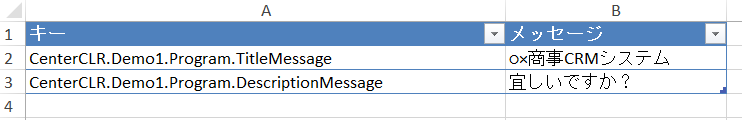 A B
1 キー メッセージ
2 CenterCLR.Demo1.Program.TitleMessage ○×商事CRMシステム
3 CenterCLR.Demo1.Program.DescriptionMessage 宜しいですか？
4